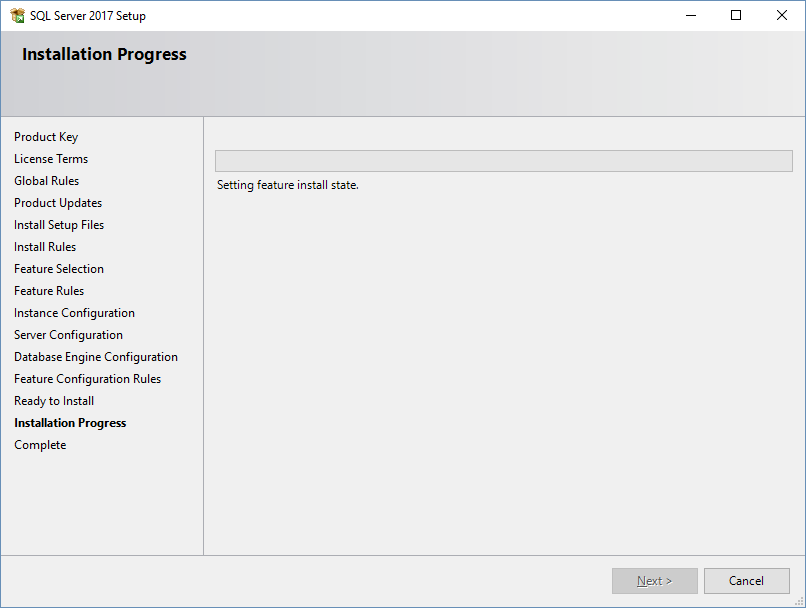 SQL Server 2017 Setup
Installation Progress
Product Key
License Terms
Global Rules
Product Updates
Install Setup Files
Install Rules
Feature Selection
Feature Rules
Instance Configuration
Server Configuration
Database Engine Configuration
Feature Configuration Rules
Ready to Install
Installation Progress
Complete
Setting feature install state.
Next >
Cancel